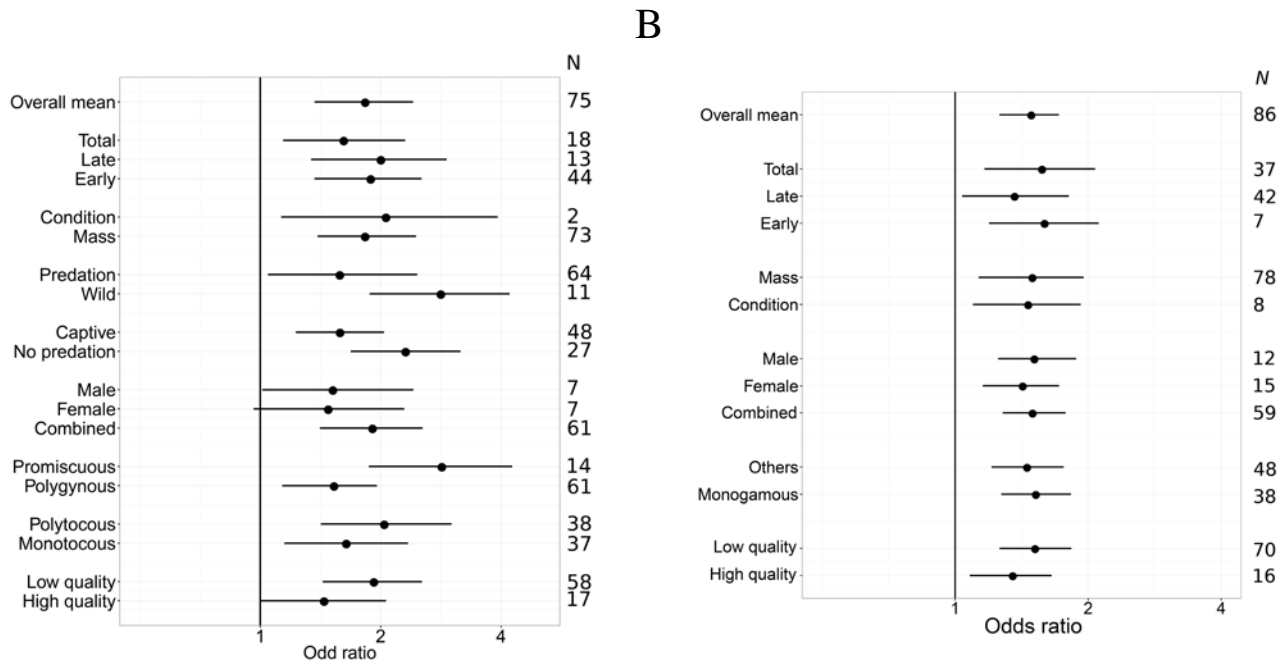 B
N
Overall mean 75
Total 18
Late 13
Early 44
Condition 2
Mass 73
Predation 64
Wild 11
Captive 48
No predation 27
Male 7
Female 7
Combined 61
Promiscuous 14
Polygynous 61
Polytocous 38
Monotocous 37
Low quality 58
High quality 17
1 2 4
Odd ratio
N
Overall mean 86
Total 37
Late 42
Early 7
Mass 78
Condition 8
Male 12
Female 15
Combined 59
Others 48
Monogamous 38
Low quality 70
High quality 16
1 2 4
Odds ratio